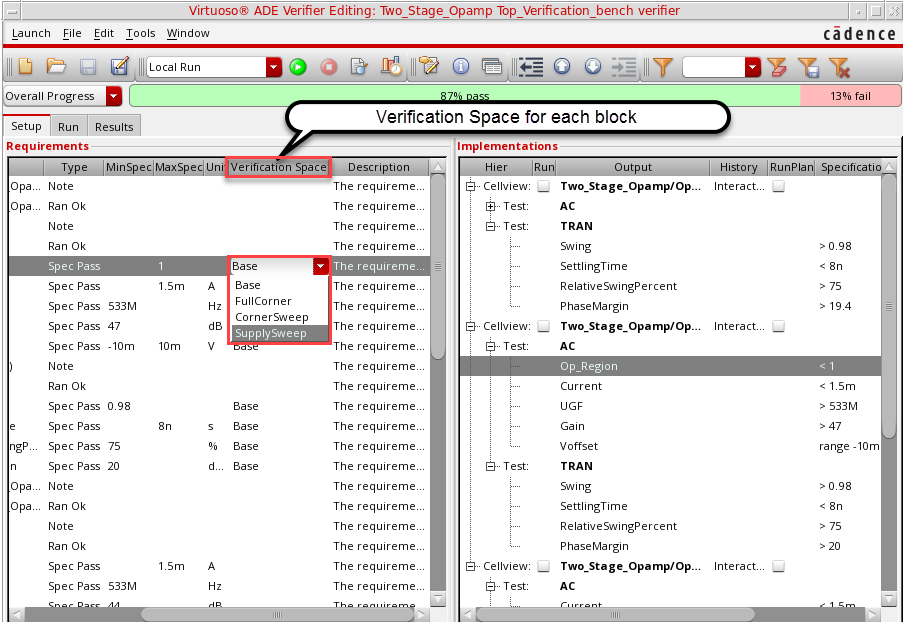 Virtuoso® ADE Verifier Editing: Two_Stage_Opamp Top_Verification_bench verifier
Launch File Edit Tools Window
cādence
Local Run
Overall Progress
87% pass 13% fail
Verification Space for each block
Setup Run Results
Requirements
Type MinSpec MaxSpec Uni Verification Space Description
_Opa... Note The requireme...
_Opa... Ran Ok The requireme...
Note The requireme...
Ran Ok The requireme...
Spec Pass 1 Base The requireme...
Spec Pass 1.5m A Base The requireme...
Spec Pass 533M Hz FullCorner The requireme...
CornerSweep
Spec Pass 47 dB SupplySweep The requireme...
Spec Pass -10m 10m V Base The requireme...
) Note The requireme...
Ran Ok The requireme...
Spec Pass 0.98 Base The requireme...
e Spec Pass 8n s Base The requireme...
ngP... Spec Pass 75 % Base The requireme...
n Spec Pass 20 d... Base The requireme...
_Opa... Note The requireme...
_Opa... Ran Ok The requireme...
Note The requireme...
Ran Ok The requireme...
Spec Pass 1.5m A The requireme...
Spec Pass 533M Hz The requireme...
Spec Pass 44 dB The requireme...
Implementations
Hier Run Output History RunPlan Specificatio
Cellview: Two_Stage_Opamp/Op... Interact...
Test: AC
Test: TRAN
Swing > 0.98
SettlingTime < 8n
RelativeSwingPercent > 75
PhaseMargin > 19.4
Cellview: Two_Stage_Opamp/Op... Interact...
Test: AC
Op_Region < 1
Current < 1.5m
UGF > 533M
Gain > 47
Voffset range -10m
Test: TRAN
Swing > 0.98
SettlingTime < 8n
RelativeSwingPercent > 75
PhaseMargin > 20
Cellview: Two_Stage_Opamp/Op... Interact...
Test: AC
Current < 1.5m